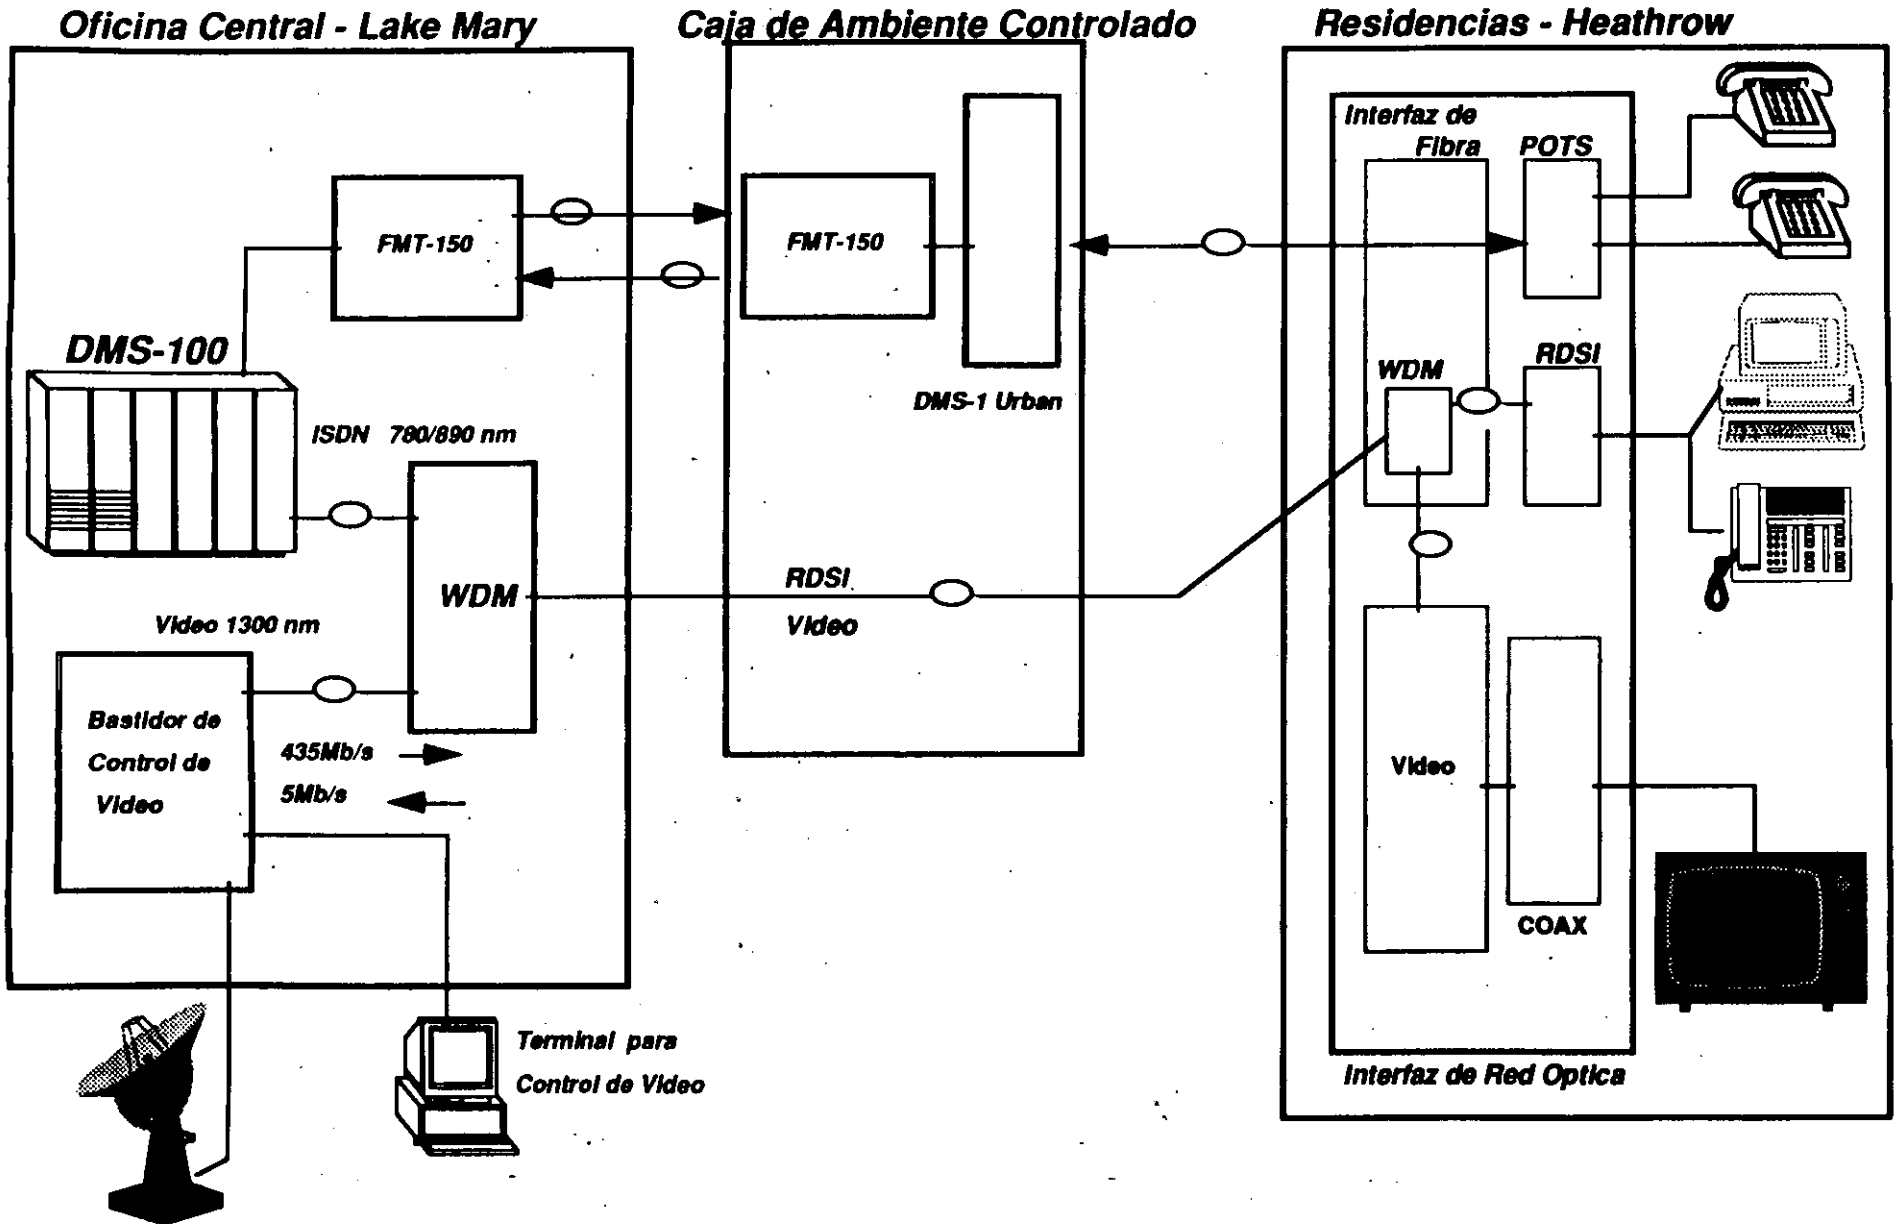 Oficina Central - Lake Mary
Caja de Ambiente Controlado
Residencias - Heathrow
Interfaz de
Fibra
POTS
FMT-150
FMT-150
DMS-100
RDSI
WDM
DMS-1 Urban
ISDN 780/890 nm
RDSI
WDM
Video
Video 1300 nm
Bastidor de
Control de
Video
435Mb/s
5Mb/s
Video
COAX
Terminal para
Control de Video
Interfaz de Red Optica